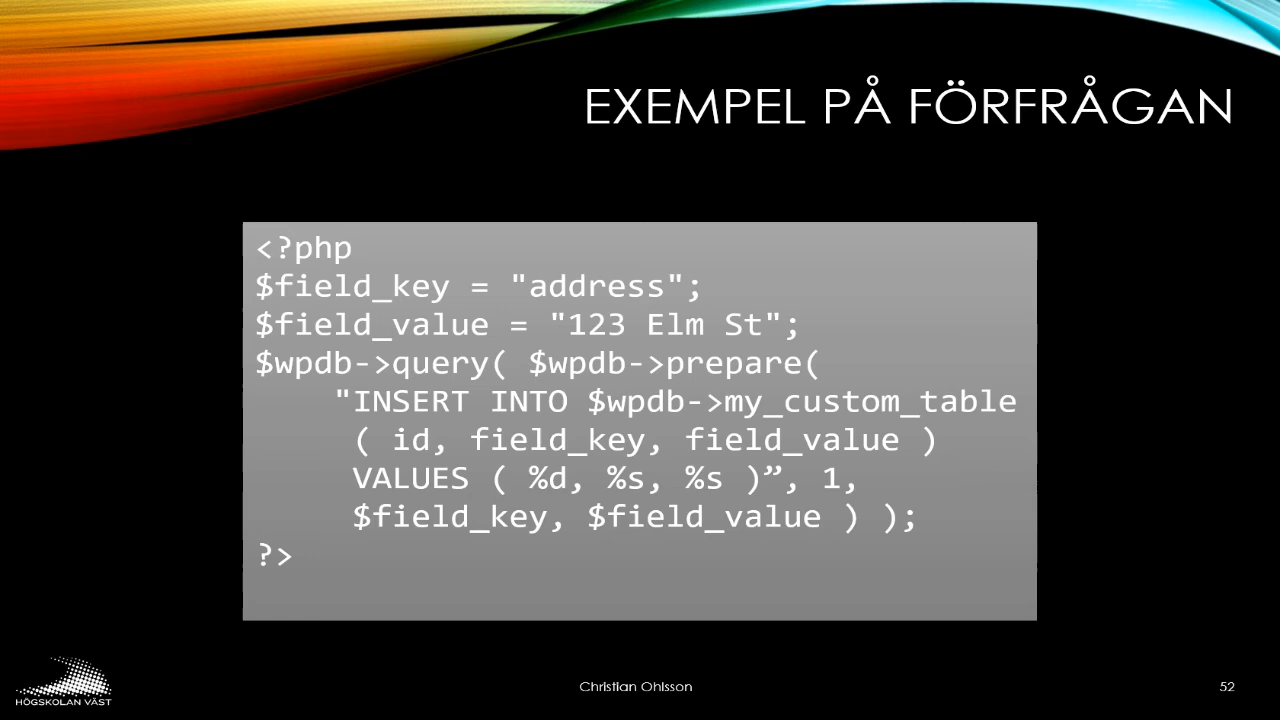 EXEMPEL PÅ FÖRFRÅGAN
<?php
$field_key = "address";
$field_value = "123 Elm St";
$wpdb->query( $wpdb->prepare(
    "INSERT INTO $wpdb->my_custom_table
     ( id, field_key, field_value )
     VALUES ( %d, %s, %s )”, 1,
     $field_key, $field_value ) );
?>
HÖGSKOLAN VÄST
Christian Ohlsson
52